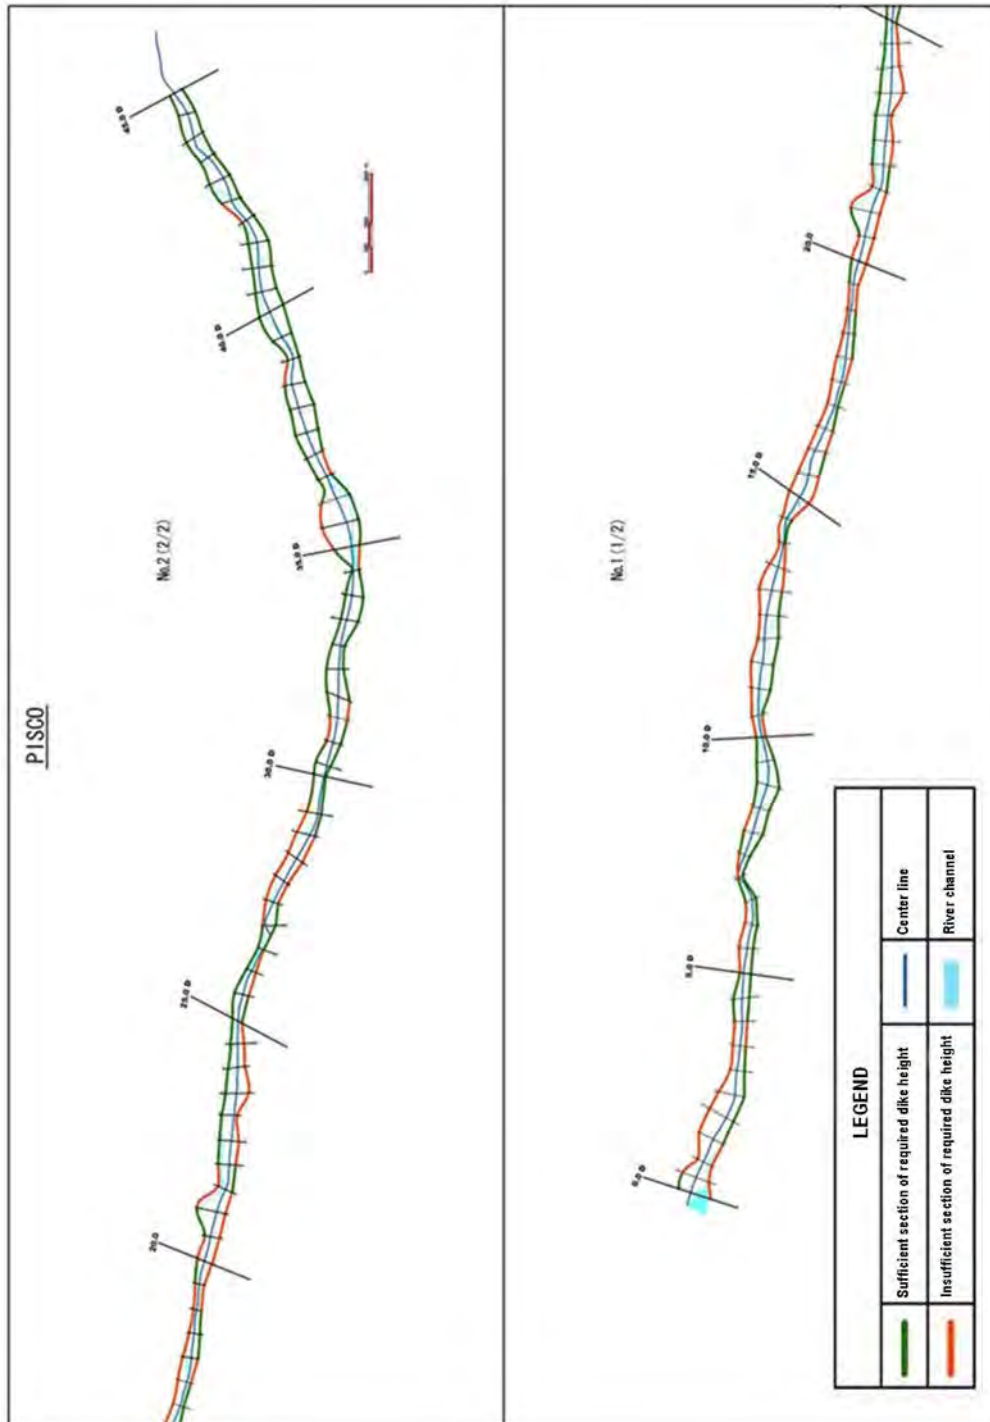 PISCO
No.2 (2/2)
45.0 D
40.0 D
35.0 D
30.0 D
25.0 D
20.0
No.1 (1/2)
20.0
15.0 D
10.0 D
5.0 D
0.0 D
LEGEND
Sufficient section of required dike height
Center line
Insufficient section of required dike height
River channel